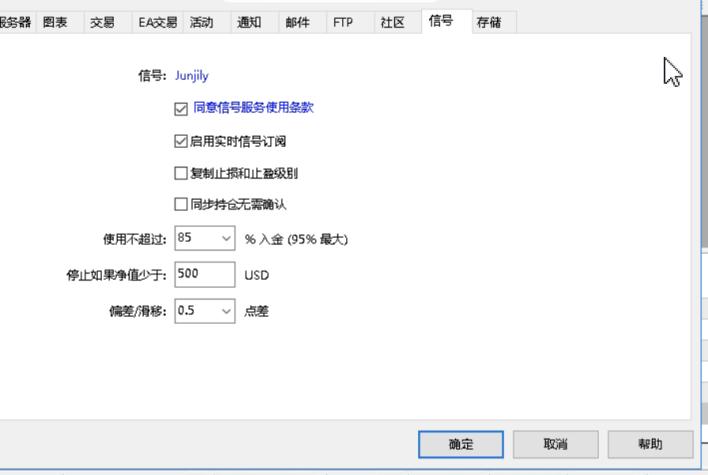 服务器 图表 交易 EA交易 活动 通知 邮件 FTP 社区 信号 存储
信号: Junjily
同意信号服务使用条款
启用实时信号订阅
复制止损和止盈级别
同步持仓无需确认
使用不超过: 85 % 入金 (95% 最大)
停止如果净值少于: 500 USD
偏差/滑移: 0.5 点差
确定 取消 帮助